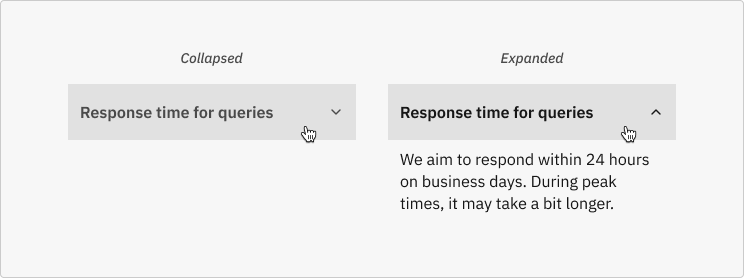 Collapsed
Expanded
Response time for queries
Response time for queries
We aim to respond within 24 hours
on business days. During peak
times, it may take a bit longer.